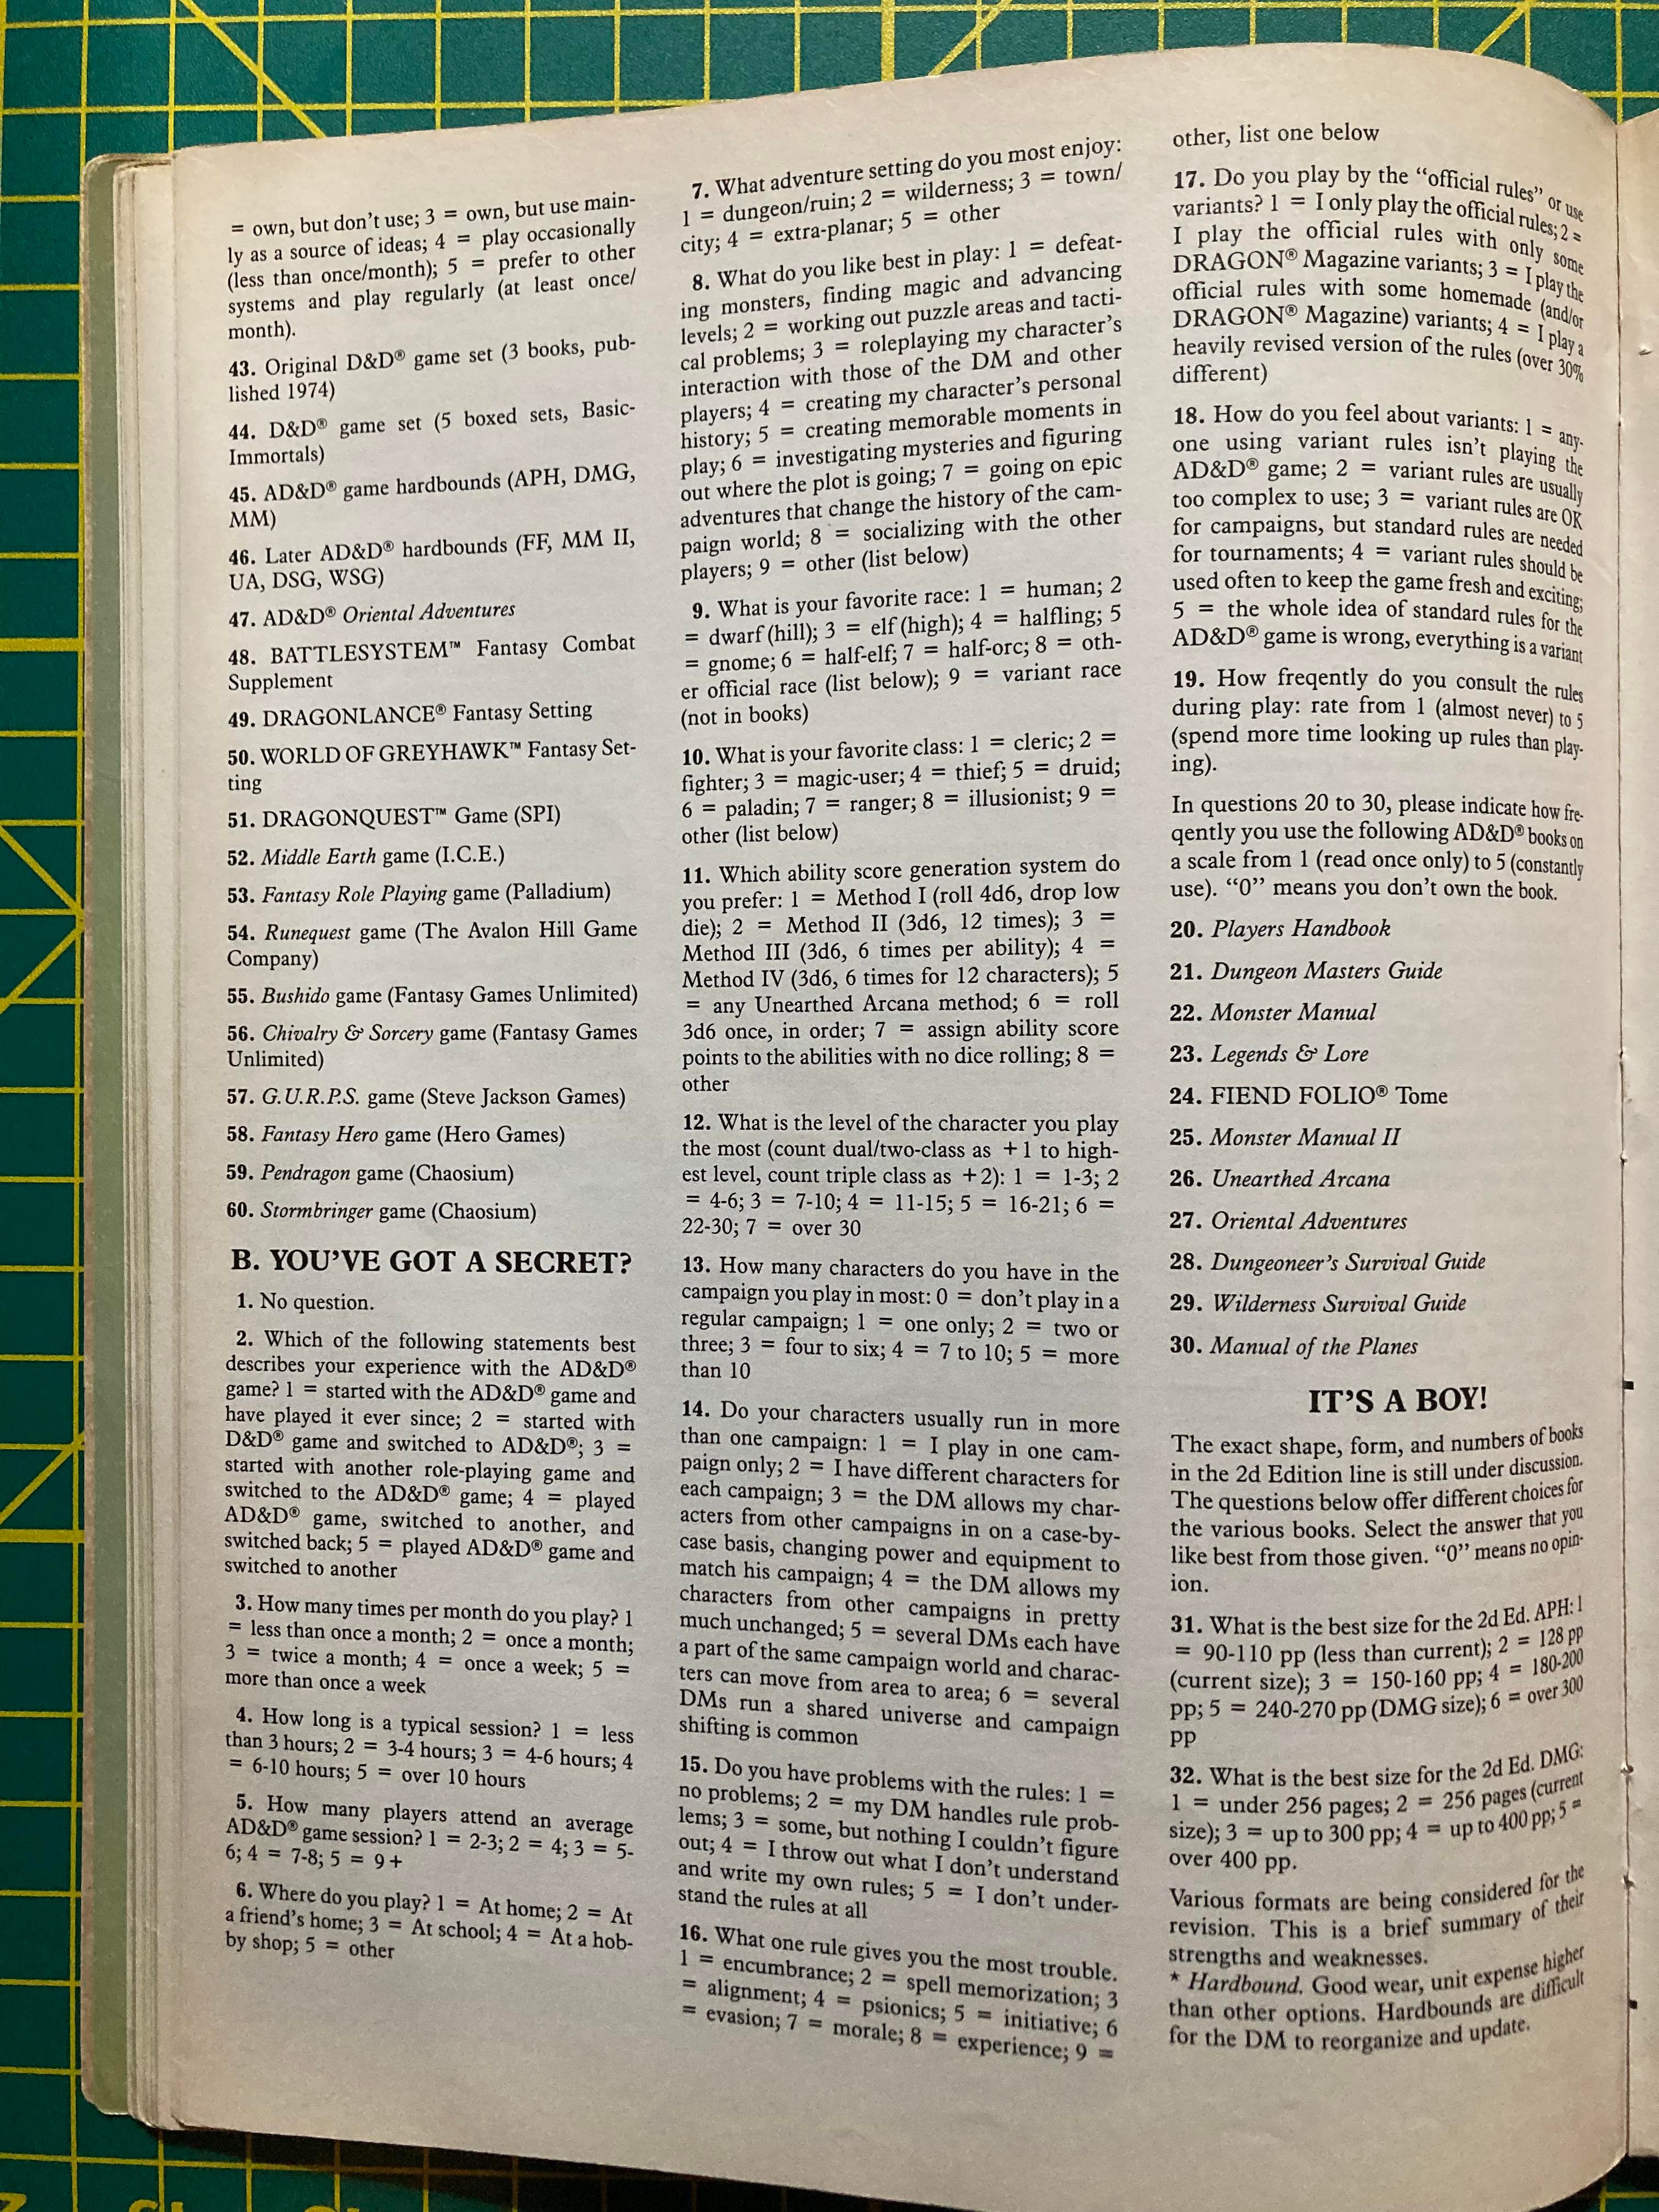 = own, but don't use; 3 = own, but use main-
ly as a source of ideas; 4 = play occasionally
(less than once/month); 5 = prefer to other
systems and play regularly (at least once/
month).
43. Original D&D® game set (3 books, pub-
lished 1974)
44. D&D® game set (5 boxed sets, Basic-
Immortals)
45. AD&D® game hardbounds (APH, DMG,
MM)
46. Later AD&D® hardbounds (FF, MM II,
UA, DSG, WSG)
47. AD&D® Oriental Adventures
48. BATTLESYSTEM™ Fantasy Combat
Supplement
49. DRAGONLANCE® Fantasy Setting
50. WORLD OF GREYHAWK™ Fantasy Set-
ting
51. DRAGONQUEST™ Game (SPI)
52. Middle Earth game (I.C.E.)
53. Fantasy Role Playing game (Palladium)
54. Runequest game (The Avalon Hill Game
Company)
55. Bushido game (Fantasy Games Unlimited)
56. Chivalry & Sorcery game (Fantasy Games
Unlimited)
57. G.U.R.P.S. game (Steve Jackson Games)
58. Fantasy Hero game (Hero Games)
59. Pendragon game (Chaosium)
60. Stormbringer game (Chaosium)
B. YOU'VE GOT A SECRET?
1. No question.
2. Which of the following statements best
describes your experience with the AD&D®
game? 1 = started with the AD&D® game and
have played it ever since; 2 = started with
D&D® game and switched to AD&D®; 3 =
started with another role-playing game and
switched to the AD&D® game; 4 = played
AD&D® game, switched to another, and
switched back; 5 = played AD&D® game and
switched to another
3. How many times per month do you play? 1
= less than once a month; 2 = once a month;
3 = twice a month; 4 = once a week; 5 =
more than once a week
4. How long is a typical session? 1 = less
than 3 hours; 2 = 3-4 hours; 3 = 4-6 hours; 4
= 6-10 hours; 5 = over 10 hours
5. How many players attend an average
AD&D® game session? 1 = 2-3; 2 = 4; 3 = 5-
6; 4 = 7-8; 5 = 9+
6. Where do you play? 1 = At home; 2 = At
a friend's home; 3 = At school; 4 = At a hob-
by shop; 5 = other
7. What adventure setting do you most enjoy:
1 = dungeon/ruin; 2 = wilderness; 3 = town/
city; 4 = extra-planar; 5 = other
8. What do you like best in play: 1 = defeat-
ing monsters, finding magic and advancing
levels; 2 = working out puzzle areas and tacti-
cal problems; 3 = roleplaying my character's
interaction with those of the DM and other
players; 4 = creating my character's personal
history; 5 = creating memorable moments in
play; 6 = investigating mysteries and figuring
out where the plot is going; 7 = going on epic
adventures that change the history of the cam-
paign world; 8 = socializing with the other
players; 9 = other (list below)
9. What is your favorite race: 1 = human; 2
= dwarf (hill); 3 = elf (high); 4 = halfling; 5
= gnome; 6 = half-elf; 7 = half-orc; 8 = oth-
er official race (list below); 9 = variant race
(not in books)
10. What is your favorite class: 1 = cleric; 2 =
fighter; 3 = magic-user; 4 = thief; 5 = druid;
6 = paladin; 7 = ranger; 8 = illusionist; 9 =
other (list below)
11. Which ability score generation system do
you prefer: 1 = Method I (roll 4d6, drop low
die); 2 = Method II (3d6, 12 times); 3 =
Method III (3d6, 6 times per ability); 4 =
Method IV (3d6, 6 times for 12 characters); 5
= any Unearthed Arcana method; 6 = roll
3d6 once, in order; 7 = assign ability score
points to the abilities with no dice rolling; 8 =
other
12. What is the level of the character you play
the most (count dual/two-class as +1 to high-
est level, count triple class as +2): 1 = 1-3; 2
= 4-6; 3 = 7-10; 4 = 11-15; 5 = 16-21; 6 =
22-30; 7 = over 30
13. How many characters do you have in the
campaign you play in most: 0 = don't play in a
regular campaign; 1 = one only; 2 = two or
three; 3 = four to six; 4 = 7 to 10; 5 = more
than 10
14. Do your characters usually run in more
than one campaign: 1 = I play in one cam-
paign only; 2 = I have different characters for
each campaign; 3 = the DM allows my char-
acters from other campaigns in on a case-by-
case basis, changing power and equipment to
match his campaign; 4 = the DM allows my
characters from other campaigns in pretty
much unchanged; 5 = several DMs each have
a part of the same campaign world and charac-
ters can move from area to area; 6 = several
DMs run a shared universe and campaign
shifting is common
15. Do you have problems with the rules: 1 =
no problems; 2 = my DM handles rule prob-
lems; 3 = some, but nothing I couldn't figure
out; 4 = I throw out what I don't understand
and write my own rules; 5 = I don't under-
stand the rules at all
16. What one rule gives you the most trouble.
1 = encumbrance; 2 = spell memorization; 3
= alignment; 4 = psionics; 5 = initiative; 6
= evasion; 7 = morale; 8 = experience; 9 =
other, list one below
17. Do you play by the "official rules" or use
variants? 1 = I only play the official rules; 2 =
I play the official rules with only some
DRAGON® Magazine variants; 3 = I play the
official rules with some homemade (and/or
DRAGON® Magazine) variants; 4 = I play a
heavily revised version of the rules (over 30%
different)
18. How do you feel about variants: 1 = any-
one using variant rules isn't playing the
AD&D® game; 2 = variant rules are usually
too complex to use; 3 = variant rules are OK
for campaigns, but standard rules are needed
for tournaments; 4 = variant rules should be
used often to keep the game fresh and exciting;
5 = the whole idea of standard rules for the
AD&D® game is wrong, everything is a variant
19. How freqently do you consult the rules
during play: rate from 1 (almost never) to 5
(spend more time looking up rules than play-
ing).
In questions 20 to 30, please indicate how fre-
qently you use the following AD&D® books on
a scale from 1 (read once only) to 5 (constantly
use). "0" means you don't own the book.
20. Players Handbook
21. Dungeon Masters Guide
22. Monster Manual
23. Legends & Lore
24. FIEND FOLIO® Tome
25. Monster Manual II
26. Unearthed Arcana
27. Oriental Adventures
28. Dungeoneer's Survival Guide
29. Wilderness Survival Guide
30. Manual of the Planes
IT'S A BOY!
The exact shape, form, and numbers of books
in the 2d Edition line is still under discussion.
The questions below offer different choices for
the various books. Select the answer that you
like best from those given. "0" means no opin-
ion.
31. What is the best size for the 2d Ed. APH: 1
= 90-110 pp (less than current); 2 = 128 pp
(current size); 3 = 150-160 pp; 4 = 180-200
pp; 5 = 240-270 pp (DMG size); 6 = over 300
pp
32. What is the best size for the 2d Ed. DMG:
1 = under 256 pages; 2 = 256 pages (current
size); 3 = up to 300 pp; 4 = up to 400 pp; 5 =
over 400 pp.
Various formats are being considered for the
revision. This is a brief summary of their
strengths and weaknesses.
* Hardbound. Good wear, unit expense higher
than other options. Hardbounds are difficult
for the DM to reorganize and update.